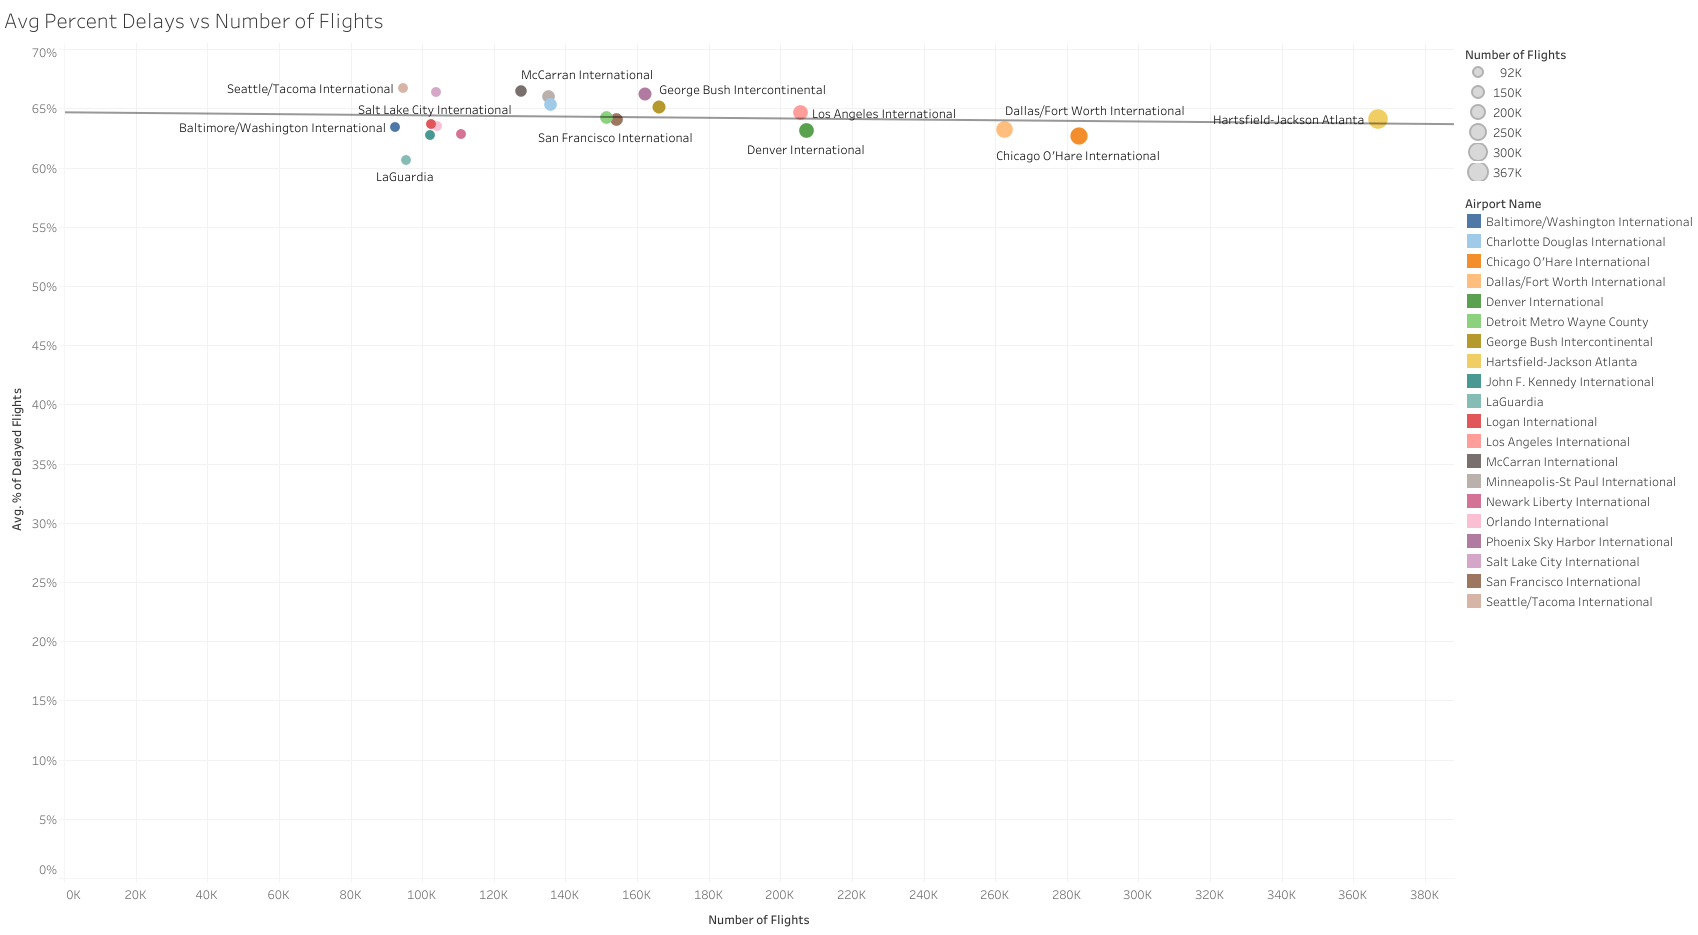 Avg Percent Delays vs Number of Flights
70%
65%
60%
55%
50%
45%
40%
35%
30%
25%
20%
15%
10%
5%
0%
Avg. % of Delayed Flights
McCarran International
Seattle/Tacoma International
George Bush Intercontinental
Salt Lake City International
Los Angeles International
Dallas/Fort Worth International
Hartsfield-Jackson Atlanta
Baltimore/Washington International
San Francisco International
Denver International
Chicago O'Hare International
LaGuardia
0K 20K 40K 60K 80K 100K 120K 140K 160K 180K 200K 220K 240K 260K 280K 300K 320K 340K 360K 380K
Number of Flights
Number of Flights
92K
150K
200K
250K
300K
367K
Airport Name
Baltimore/Washington International
Charlotte Douglas International
Chicago O'Hare International
Dallas/Fort Worth International
Denver International
Detroit Metro Wayne County
George Bush Intercontinental
Hartsfield-Jackson Atlanta
John F. Kennedy International
LaGuardia
Logan International
Los Angeles International
McCarran International
Minneapolis-St Paul International
Newark Liberty International
Orlando International
Phoenix Sky Harbor International
Salt Lake City International
San Francisco International
Seattle/Tacoma International